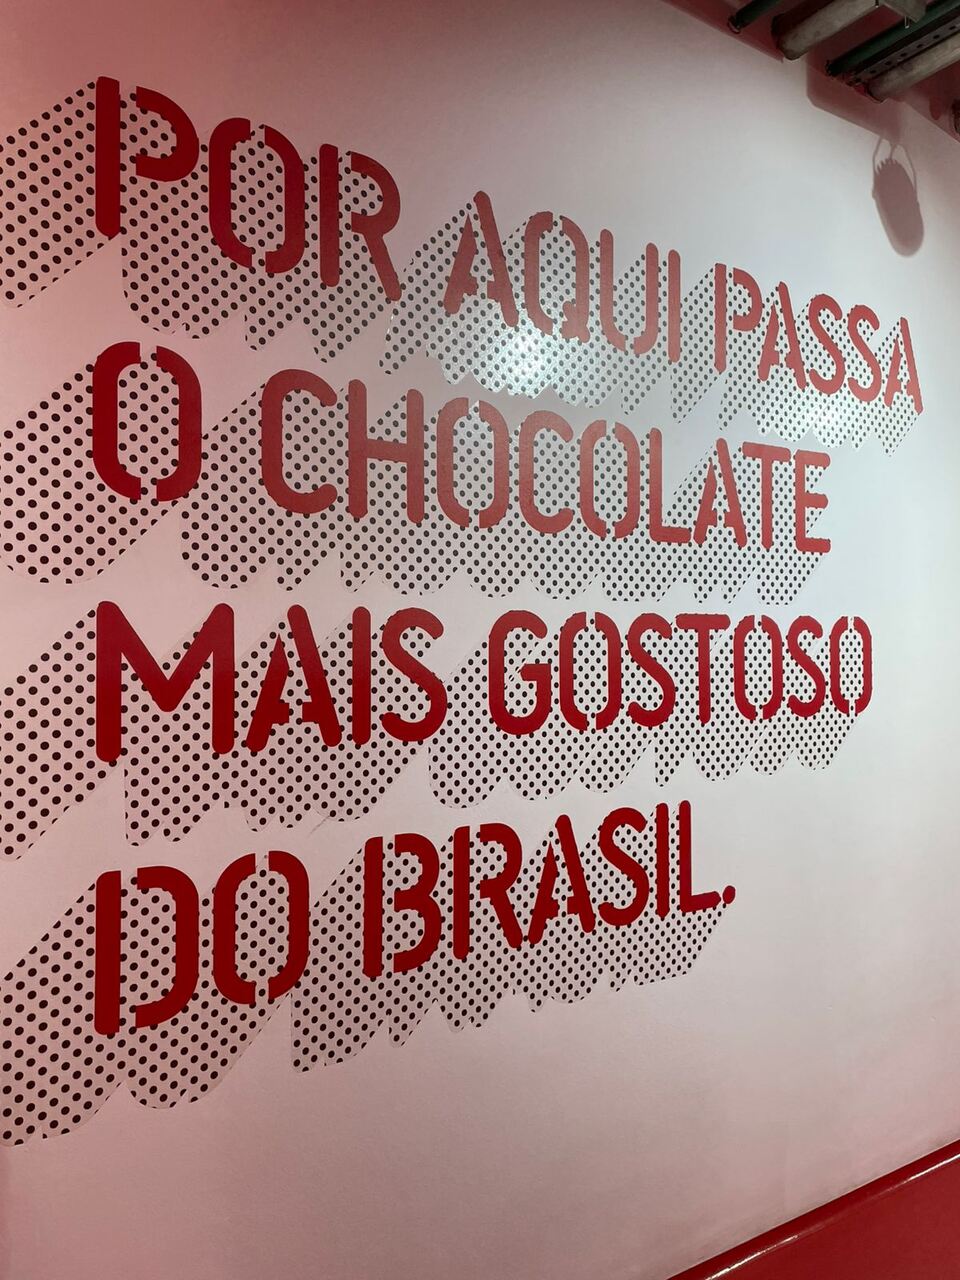 POR AQUI PASSA
O CHOCOLATE
MAIS GOSTOSO
DO BRASIL.